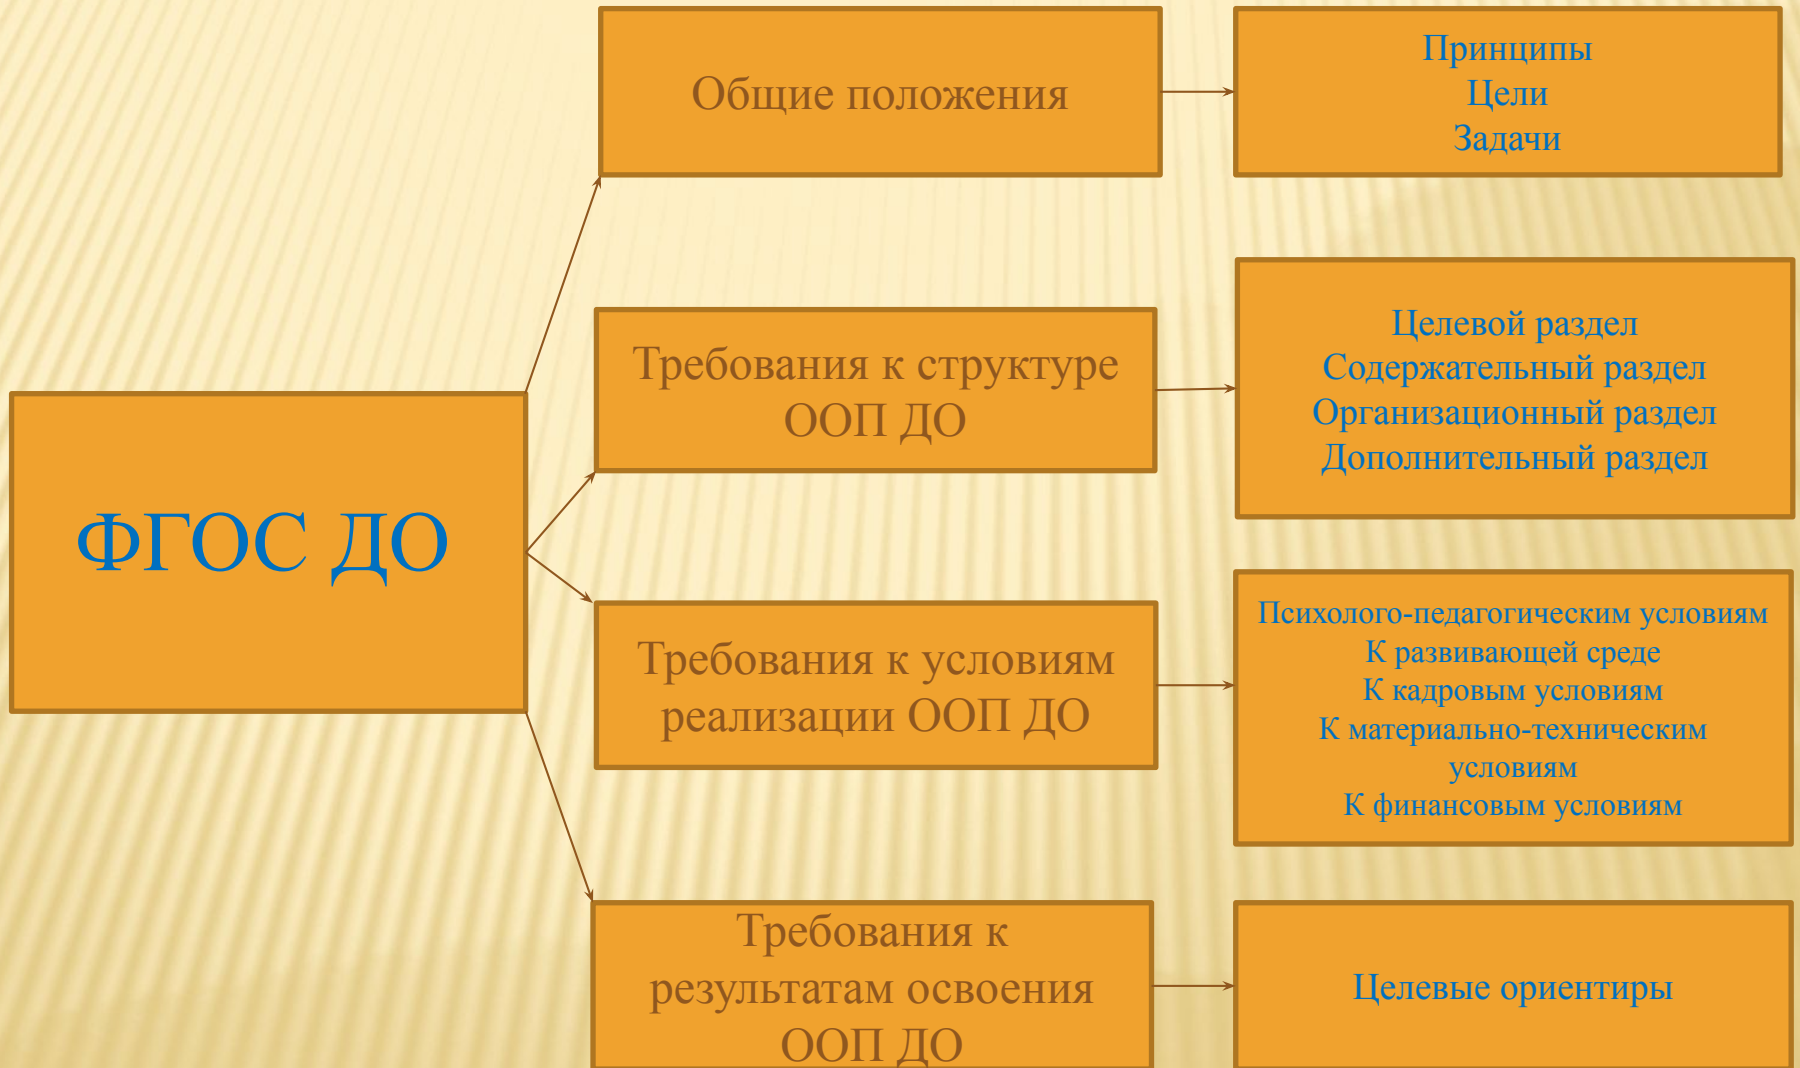 ФГОС ДО
Общие положения
Принципы
Цели
Задачи
Требования к структуре
ООП ДО
Целевой раздел
Содержательный раздел
Организационный раздел
Дополнительный раздел
Требования к условиям
реализации ООП ДО
Психолого-педагогическим условиям
К развивающей среде
К кадровым условиям
К материально-техническим
условиям
К финансовым условиям
Требования к
результатам освоения
ООП ДО
Целевые ориентиры